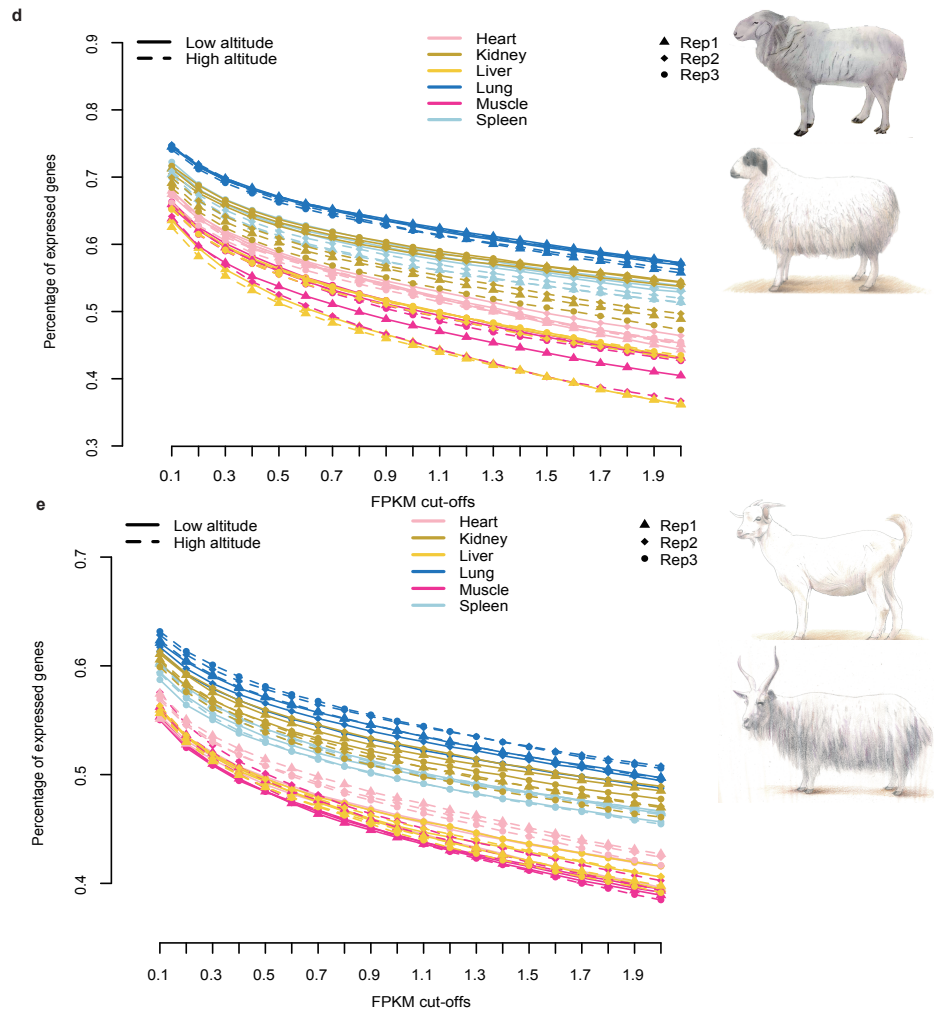 d
Low altitude
High altitude
Heart
Kidney
Liver
Lung
Muscle
Spleen
Rep1
Rep2
Rep3
Percentage of expressed genes
0.9
0.8
0.7
0.6
0.5
0.4
0.3
0.1 0.3 0.5 0.7 0.9 1.1 1.3 1.5 1.7 1.9
FPKM cut-offs
e
Low altitude
High altitude
Heart
Kidney
Liver
Lung
Muscle
Spleen
Rep1
Rep2
Rep3
Percentage of expressed genes
0.7
0.6
0.5
0.4
0.1 0.3 0.5 0.7 0.9 1.1 1.3 1.5 1.7 1.9
FPKM cut-offs